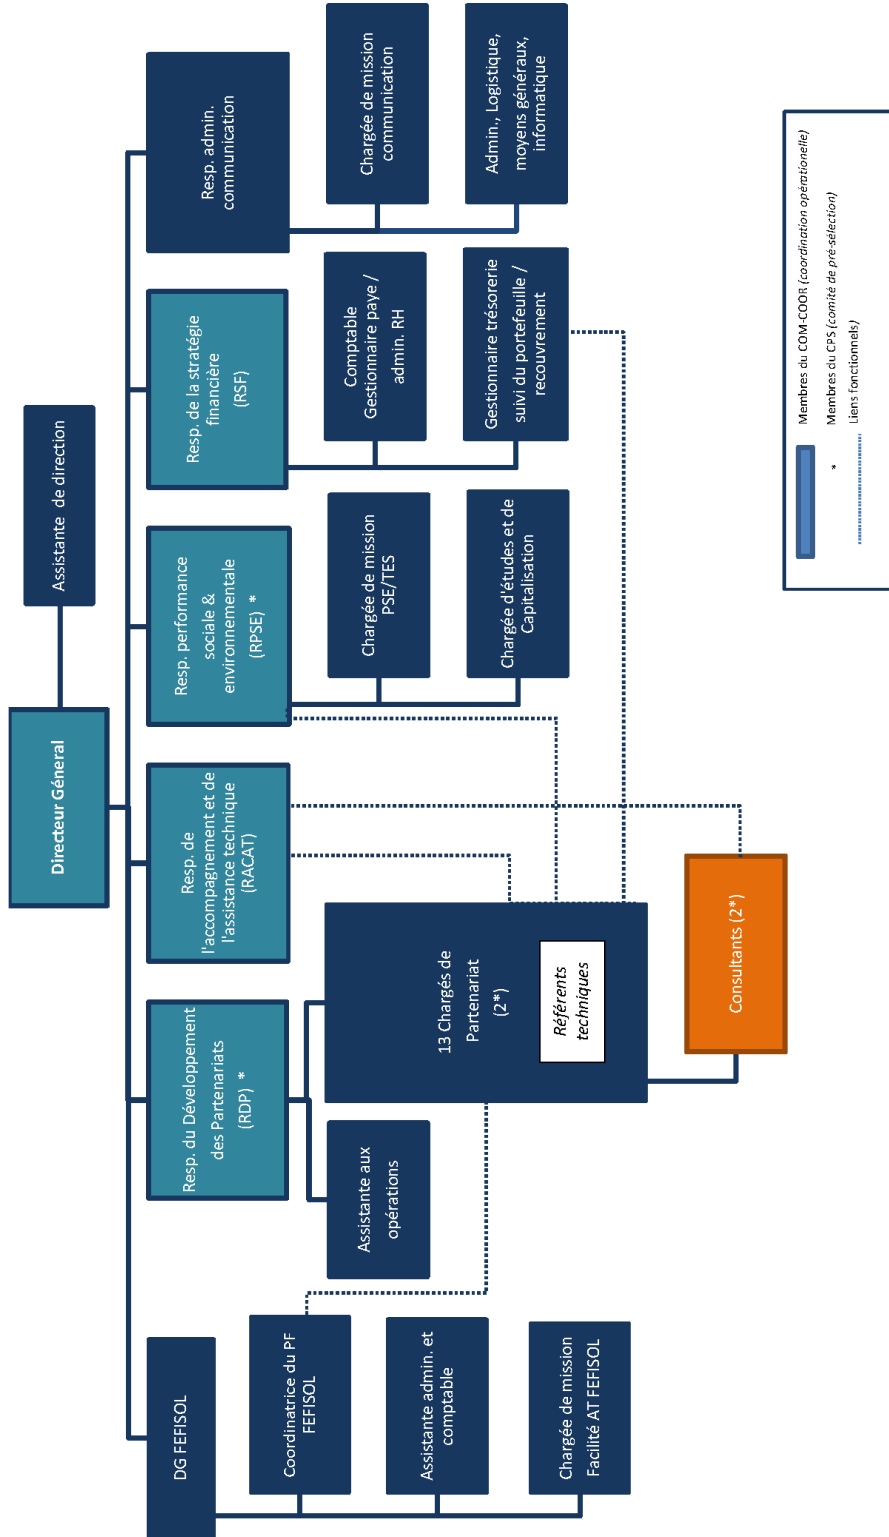 Directeur Géneral
Assistante de direction
DG FEFISOL
Resp. du Développement
des Partenariats
(RDP) *
Resp. de
l'accompagnement et de
l'assistance technique
(RACAT)
Resp. performance
sociale &
environnementale
(RPSE) *
Resp. de la stratégie
financière
(RSF)
Resp. admin.
communication
Coordinatrice du PF
FEFISOL
Assistante admin. et
comptable
Chargée de mission
Facilité AT FEFISOL
Assistante aux
opérations
13 Chargés de
Partenariat
(2*)
Référents
techniques
Consultants (2*)
Chargée de mission
PSE/TES
Chargée d'études et de
Capitalisation
Comptable
Gestionnaire paye /
admin. RH
Gestionnaire trésorerie
suivi du portefeuille /
recouvrement
Chargée de mission
communication
Admin., Logistique,
moyens généraux,
informatique
Membres du COM-COOR (coordination opérationelle)
* Membres du CPS (comité de pré-sélection)
Liens fonctionnels)